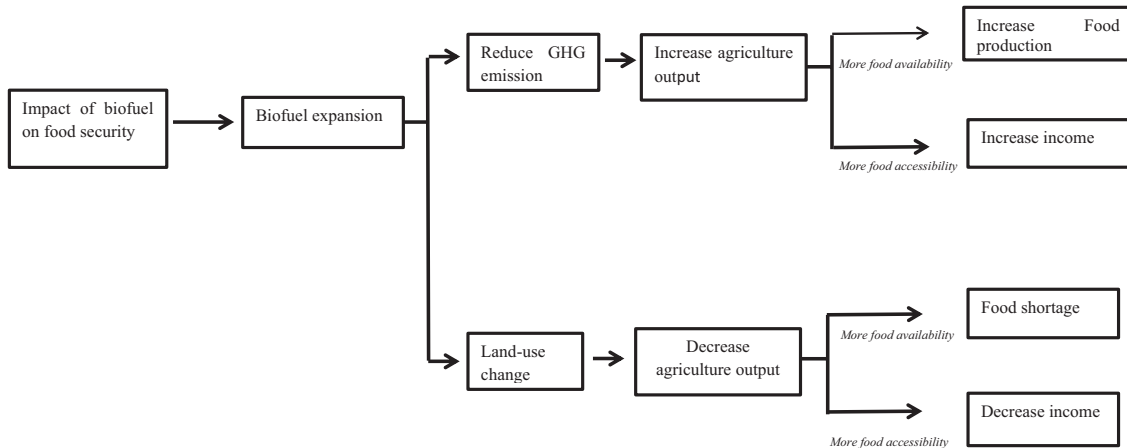 Impact of biofuel
on food security
Biofuel expansion
Reduce GHG
emission
Increase agriculture
output
More food availability
Increase Food
production
More food accessibility
Increase income
Land-use
change
Decrease
agriculture output
More food availability
Food shortage
More food accessibility
Decrease income